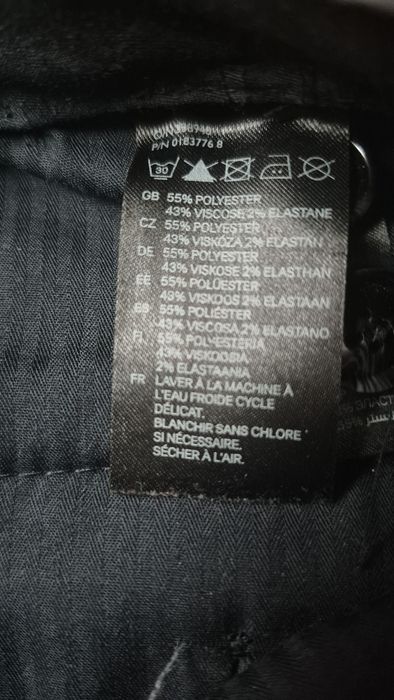 P/N 0183776 8
30
GB 55% POLYESTER
43% VISCOSE 2% ELASTANE
CZ 55% POLYESTER
43% VISKÓZA 2% ELASTAN
DE 55% POLYESTER
43% VISKOSE 2% ELASTHAN
EE 55% POLÜESTER
43% VISKOOS 2% ELASTAAN
ES 55% POLIÉSTER
43% VISCOSA 2% ELASTANO
FI 55% POLYESTERIA
43% VISKOOSIA
2% ELASTAANIA
FR LAVER À LA MACHINE À
L'EAU FROIDE CYCLE
DÉLICAT.
BLANCHIR SANS CHLORE
SI NÉCESSAIRE.
SÉCHER À L'AIR.